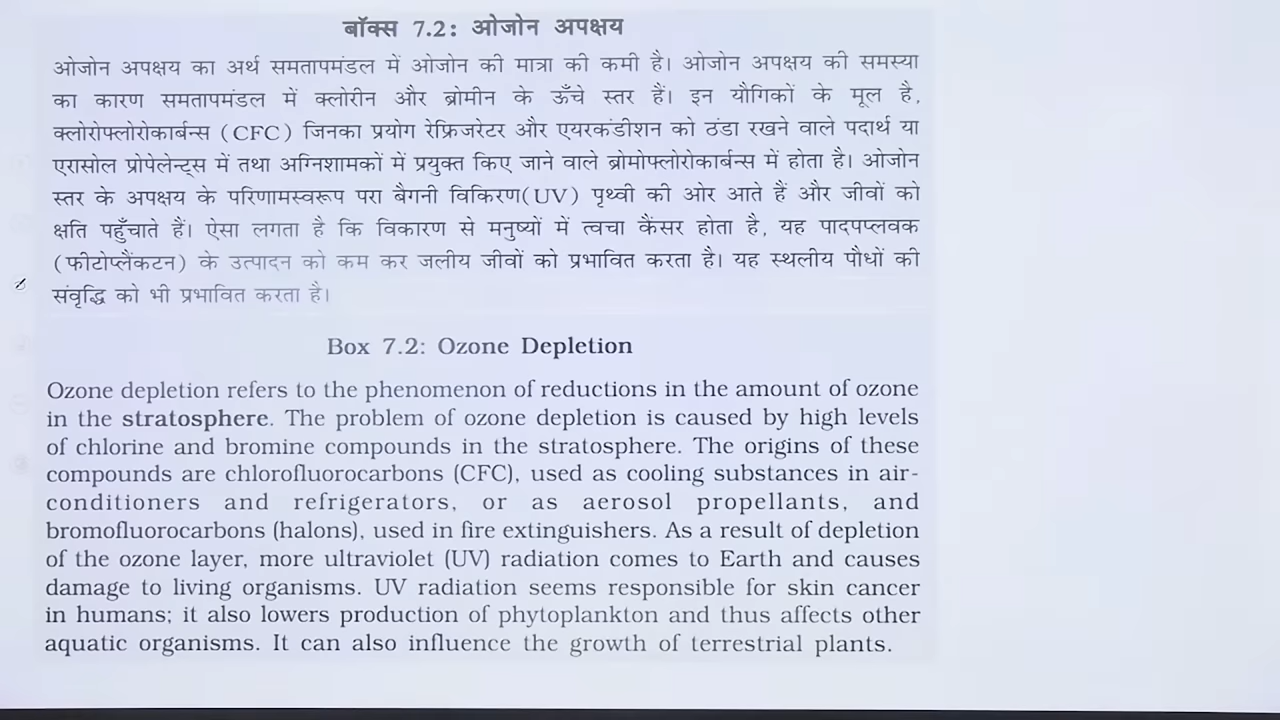 बॉक्स 7.2: ओजोन अपक्षय
ओजोन अपक्षय का अर्थ समतापमंडल में ओजोन की मात्रा की कमी है। ओजोन अपक्षय की समस्या
का कारण समतापमंडल में क्लोरीन और ब्रोमीन के ऊँचे स्तर हैं। इन यौगिकों के मूल है,
क्लोरोफ्लोरोकार्बन्स (CFC) जिनका प्रयोग रेफ्रिजरेटर और एयरकंडीशन को ठंडा रखने वाले पदार्थ या
एरासोल प्रोपेलेन्ट्स में तथा अग्निशामकों में प्रयुक्त किए जाने वाले ब्रोमोफ्लोरोकार्बन्स में होता है। ओजोन
स्तर के अपक्षय के परिणामस्वरूप परा बैगनी विकिरण(UV) पृथ्वी की ओर आते हैं और जीवों को
क्षति पहुँचाते हैं। ऐसा लगता है कि विकारण से मनुष्यों में त्वचा कैंसर होता है, यह पादपप्लवक
(फीटोप्लैंकटन) के उत्पादन को कम कर जलीय जीवों को प्रभावित करता है। यह स्थलीय पौधों की
संवृद्धि को भी प्रभावित करता है।
Box 7.2: Ozone Depletion
Ozone depletion refers to the phenomenon of reductions in the amount of ozone
in the stratosphere. The problem of ozone depletion is caused by high levels
of chlorine and bromine compounds in the stratosphere. The origins of these
compounds are chlorofluorocarbons (CFC), used as cooling substances in air-
conditioners and refrigerators, or as aerosol propellants, and
bromofluorocarbons (halons), used in fire extinguishers. As a result of depletion
of the ozone layer, more ultraviolet (UV) radiation comes to Earth and causes
damage to living organisms. UV radiation seems responsible for skin cancer
in humans; it also lowers production of phytoplankton and thus affects other
aquatic organisms. It can also influence the growth of terrestrial plants.